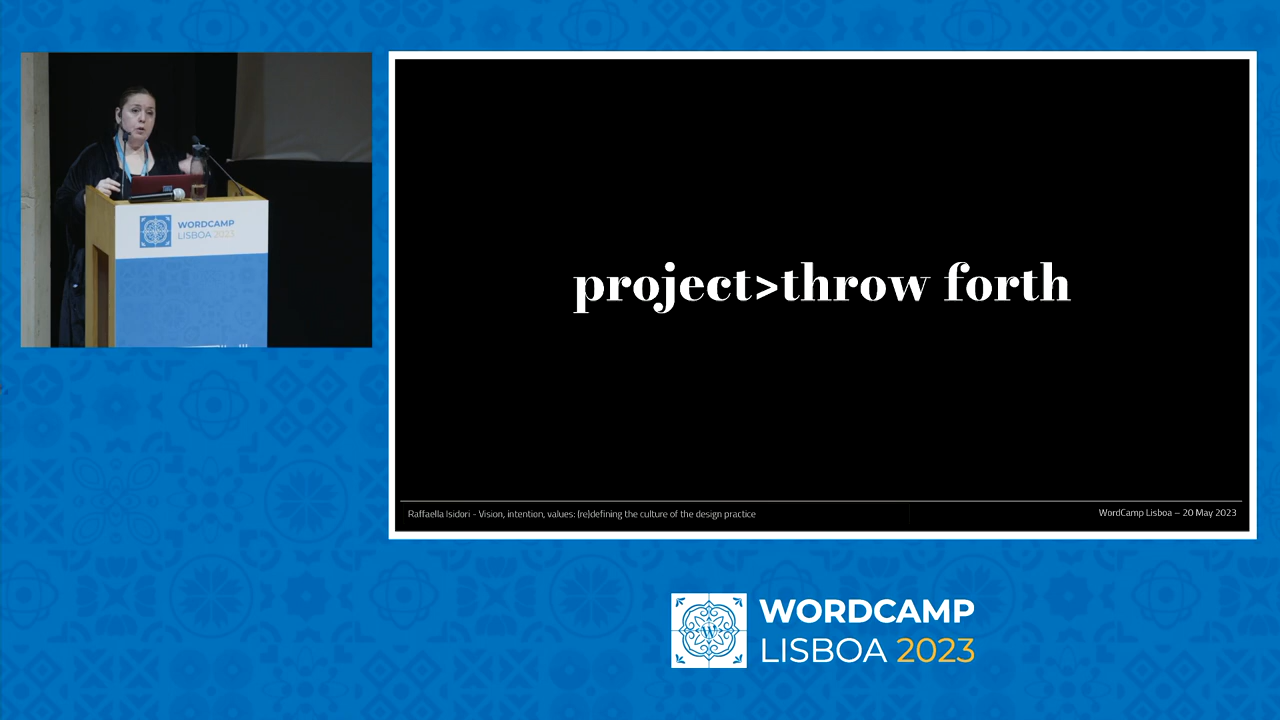 WORDCAMP
LISBOA 2023
project>throw forth
Raffaella Isidori - Vision, intention, values: (re)defining the culture of the design practice
WordCamp Lisboa – 20 May 2023
WORDCAMP
LISBOA 2023